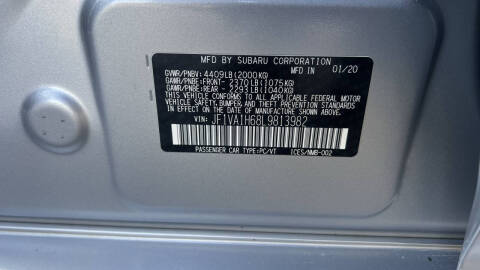 MFD BY SUBARU CORPORATION
GVWR/PNBV: 4409LB(2000KG) MFD IN 01/20
GAWR/PNBE:FRONT- 2370LB(1075KG)
GAWR/PNBE:REAR - 2293LB(1040KG)
THIS VEHICLE CONFORMS TO ALL APPLICABLE FEDERAL MOTOR
VEHICLE SAFETY, BUMPER, AND THEFT PREVENTION STANDARDS
IN EFFECT ON THE DATE OF MANUFACTURE SHOWN ABOVE.
VIN: JF1VA1H68L9813982
PASSENGER CAR TYPE:PC/VT ICES/NMB-002